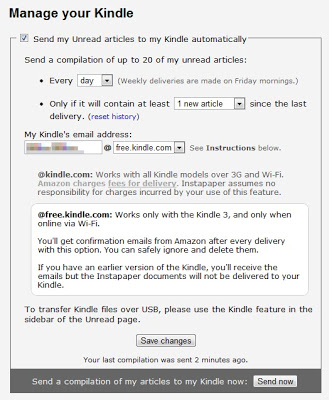 Manage your Kindle
Send my Unread articles to my Kindle automatically
Send a compilation of up to 20 of my unread articles:
• Every day (Weekly deliveries are made on Friday mornings.)
• Only if it will contain at least 1 new article since the last
delivery. (reset history)
My Kindle's email address:
@ free.kindle.com See Instructions below.
@kindle.com: Works with all Kindle models over 3G and Wi-Fi.
Amazon charges fees for delivery. Instapaper assumes no
responsibility for charges incurred by your use of this feature.
@free.kindle.com: Works only with the Kindle 3, and only when
online via Wi-Fi.
You'll get confirmation emails from Amazon after every delivery
with this option. You can safely ignore and delete them.
If you have an earlier version of the Kindle, you'll receive the
emails but the Instapaper documents will not be delivered to your
Kindle.
To transfer Kindle files over USB, please use the Kindle feature in the
sidebar of the Unread page.
Save changes
Your last compilation was sent 2 minutes ago.
Send a compilation of my articles to my Kindle now: Send now